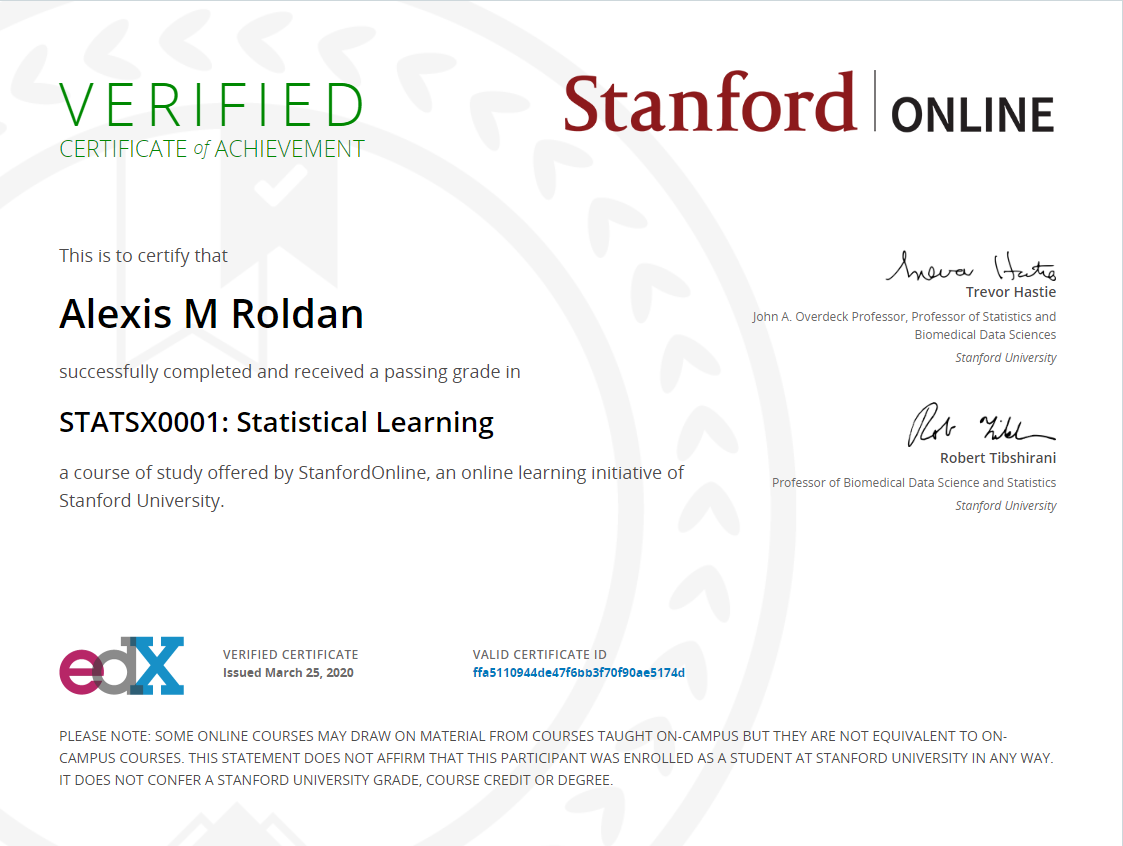 VERIFIED
CERTIFICATE of ACHIEVEMENT
Stanford | ONLINE
This is to certify that
Alexis M Roldan
successfully completed and received a passing grade in
STATSX0001: Statistical Learning
a course of study offered by StanfordOnline, an online learning initiative of
Stanford University.
Trevor Hastie
Trevor Hastie
John A. Overdeck Professor, Professor of Statistics and
Biomedical Data Sciences
Stanford University
Rob Tibshirani
Robert Tibshirani
Professor of Biomedical Data Science and Statistics
Stanford University
edX
VERIFIED CERTIFICATE
Issued March 25, 2020
VALID CERTIFICATE ID
ffa5110944de47f6bb3f70f90ae5174d
PLEASE NOTE: SOME ONLINE COURSES MAY DRAW ON MATERIAL FROM COURSES TAUGHT ON-CAMPUS BUT THEY ARE NOT EQUIVALENT TO ON-
CAMPUS COURSES. THIS STATEMENT DOES NOT AFFIRM THAT THIS PARTICIPANT WAS ENROLLED AS A STUDENT AT STANFORD UNIVERSITY IN ANY WAY.
IT DOES NOT CONFER A STANFORD UNIVERSITY GRADE, COURSE CREDIT OR DEGREE.